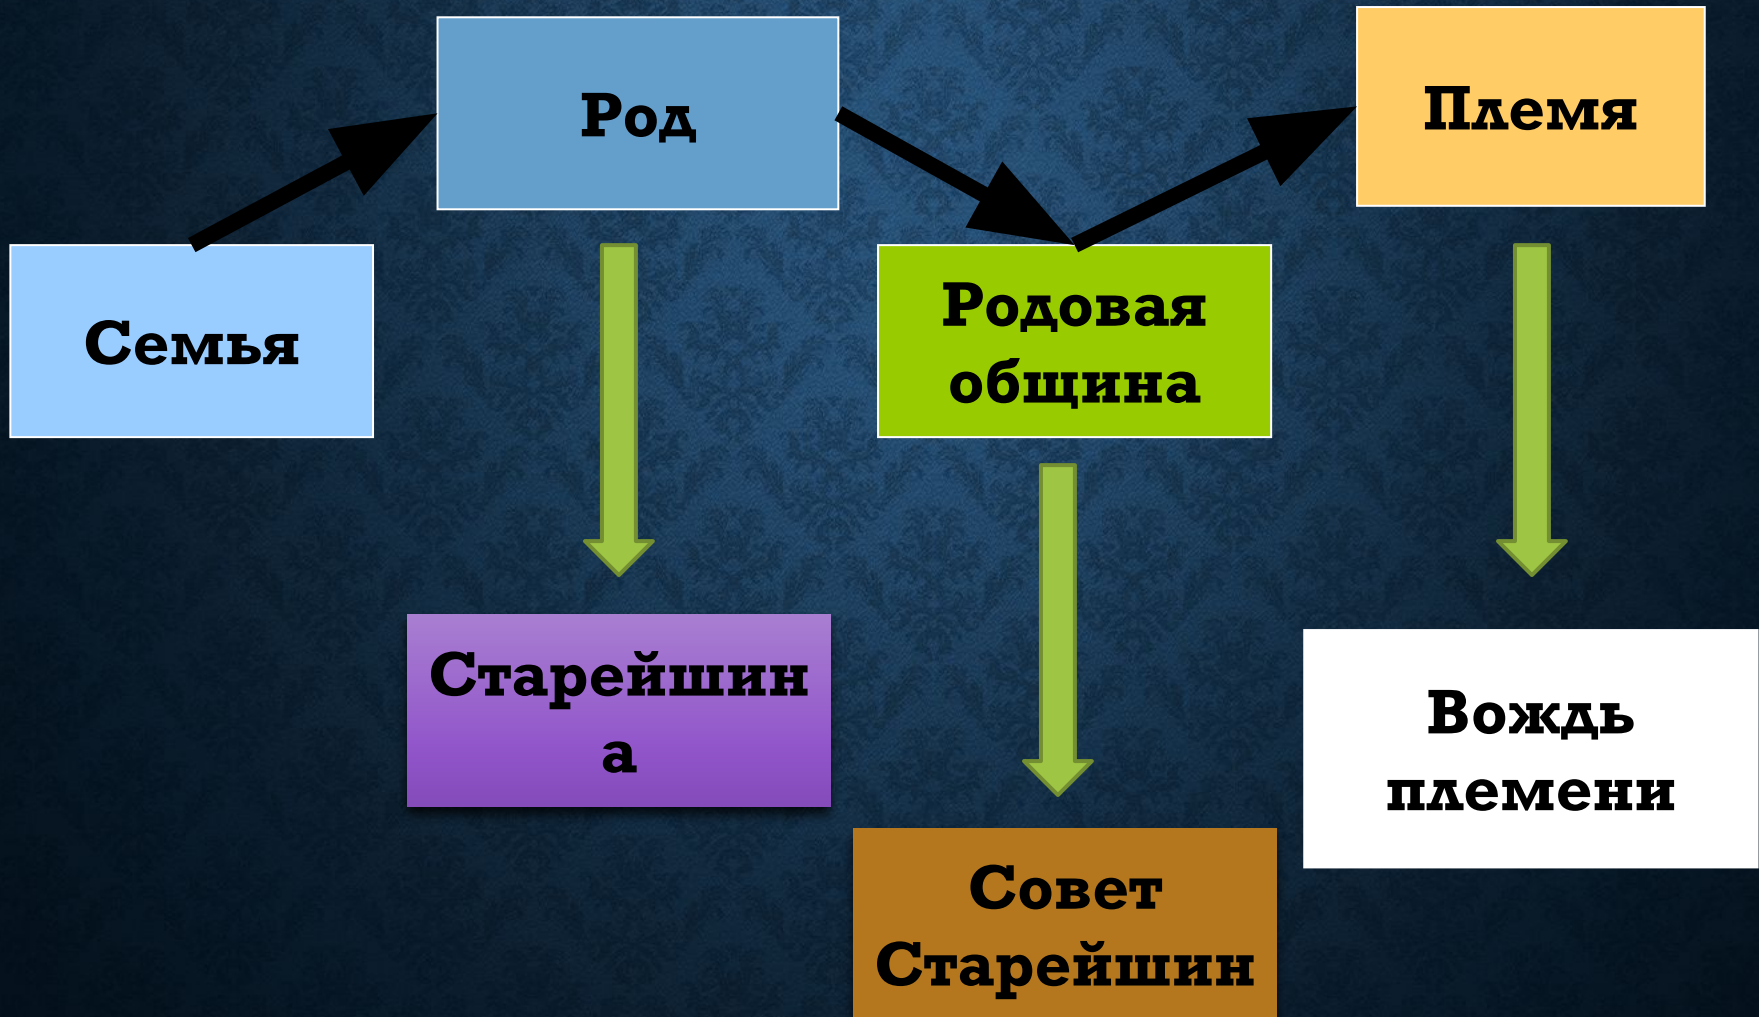 Род
Племя
Семья
Родовая
община
Старейшин
а
Вождь
племени
Совет
Старейшин